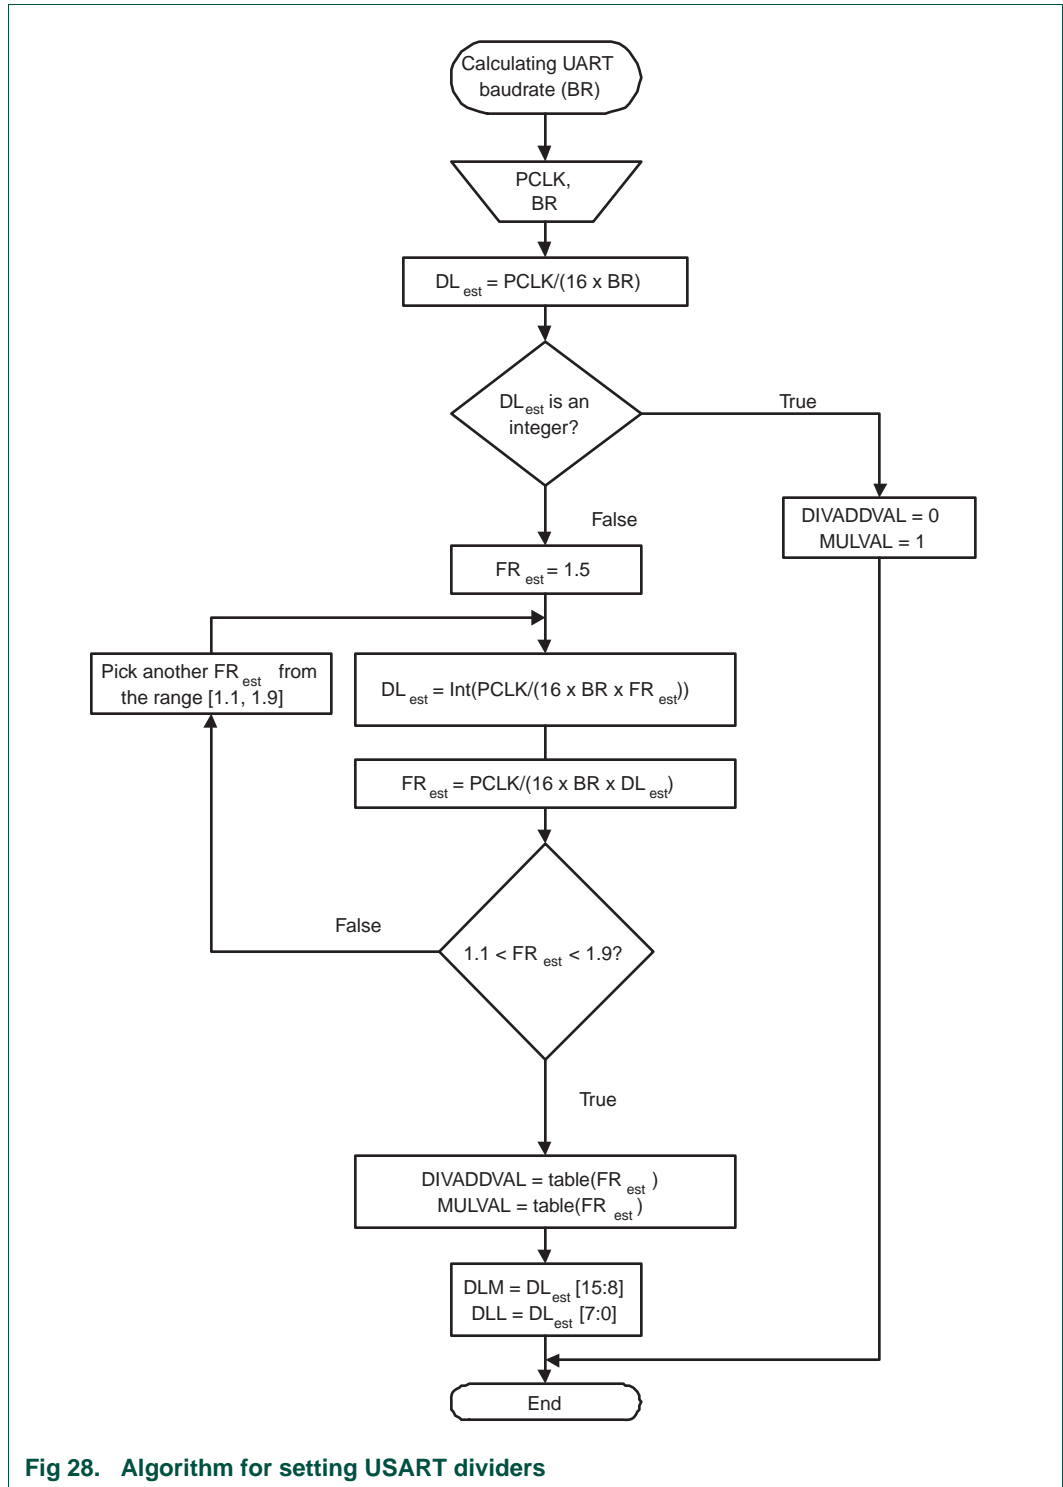 Calculating UART
baudrate (BR)
PCLK,
BR
DL est = PCLK/(16 x BR)
DL est is an
integer?
True
False
DIVADDVAL = 0
MULVAL = 1
FR est = 1.5
Pick another FR est from
the range [1.1, 1.9]
DL est = Int(PCLK/(16 x BR x FR est))
FR est = PCLK/(16 x BR x DL est)
False
1.1 < FR est < 1.9?
True
DIVADDVAL = table(FR est )
MULVAL = table(FR est )
DLM = DL est [15:8]
DLL = DL est [7:0]
End
Fig 28. Algorithm for setting USART dividers